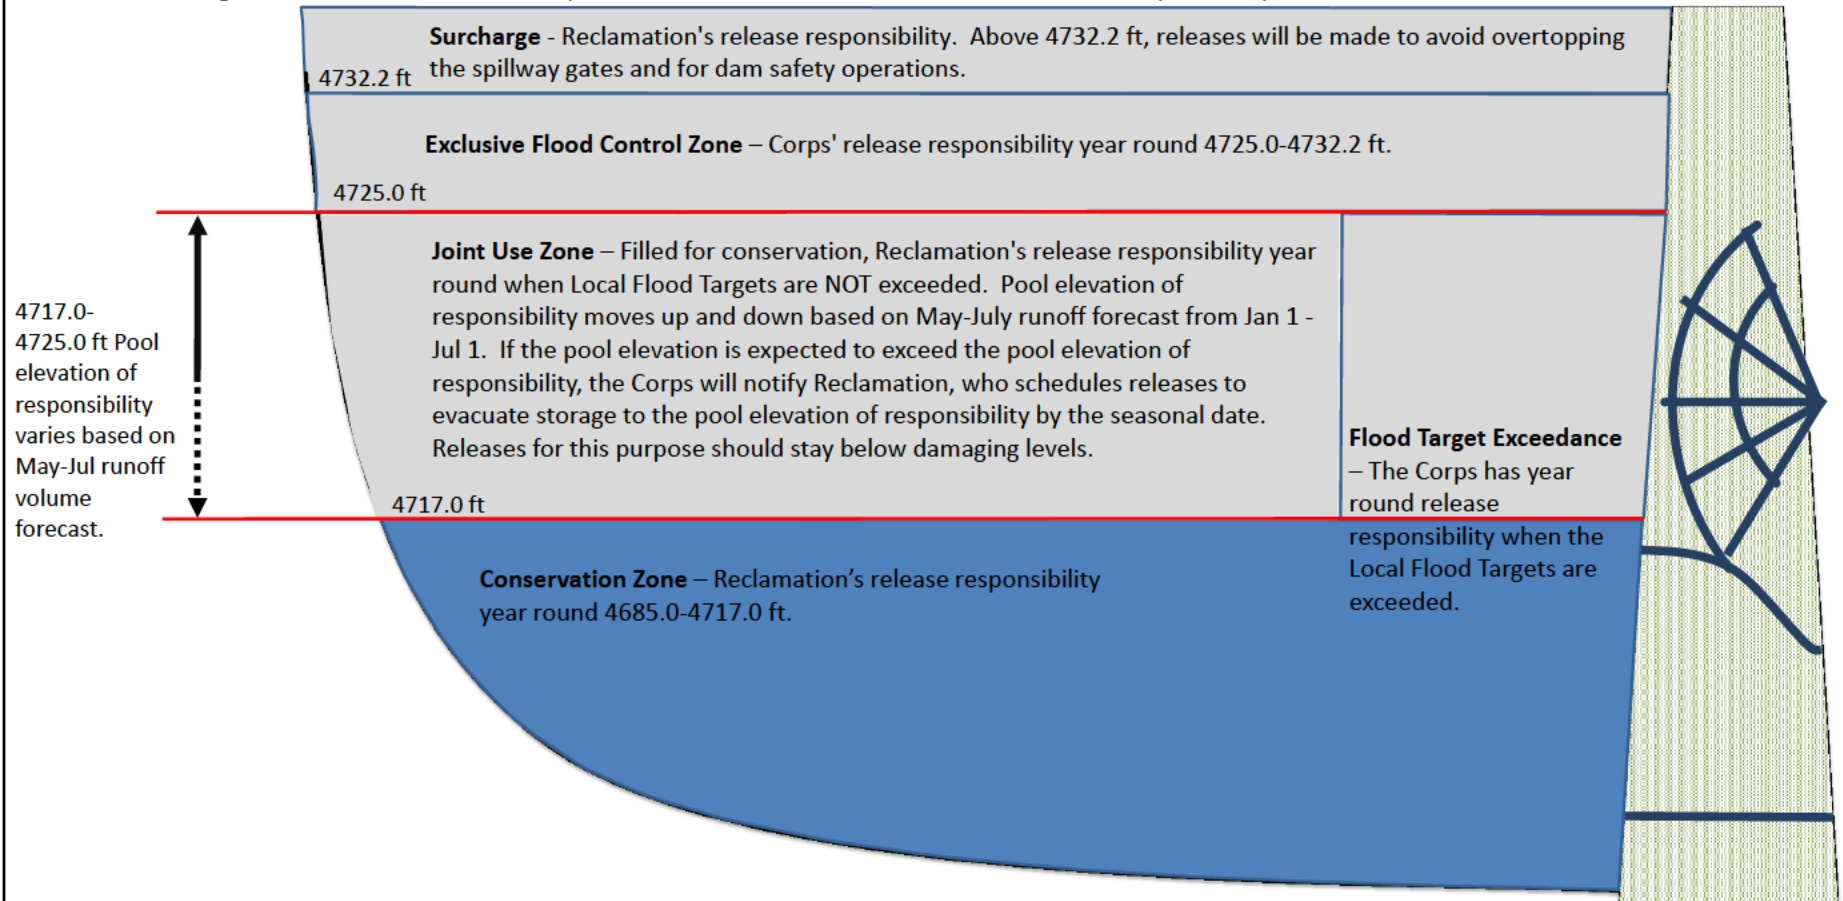 Surcharge - Reclamation's release responsibility.  Above 4732.2 ft, releases will be made to avoid overtopping
the spillway gates and for dam safety operations.
4732.2 ft
Exclusive Flood Control Zone – Corps' release responsibility year round 4725.0-4732.2 ft.
4725.0 ft
Joint Use Zone – Filled for conservation, Reclamation's release responsibility year
round when Local Flood Targets are NOT exceeded.  Pool elevation of
responsibility moves up and down based on May-July runoff forecast from Jan 1 -
Jul 1.  If the pool elevation is expected to exceed the pool elevation of
responsibility, the Corps will notify Reclamation, who schedules releases to
evacuate storage to the pool elevation of responsibility by the seasonal date.
Releases for this purpose should stay below damaging levels.
4717.0-
4725.0 ft Pool
elevation of
responsibility
varies based on
May-Jul runoff
volume
forecast.
4717.0 ft
Flood Target Exceedance
– The Corps has year
round release
responsibility when the
Local Flood Targets are
exceeded.
Conservation Zone – Reclamation’s release responsibility
year round 4685.0-4717.0 ft.